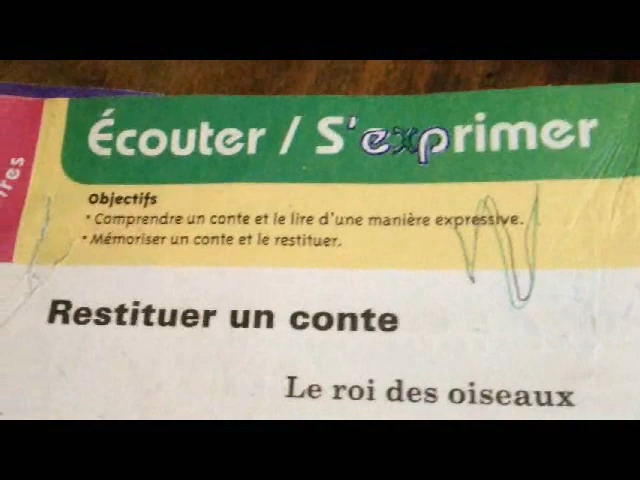 Écouter / S'exprimer
Objectifs
• Comprendre un conte et le lire d'une manière expressive.
• Mémoriser un conte et le restituer.
Restituer un conte
Le roi des oiseaux